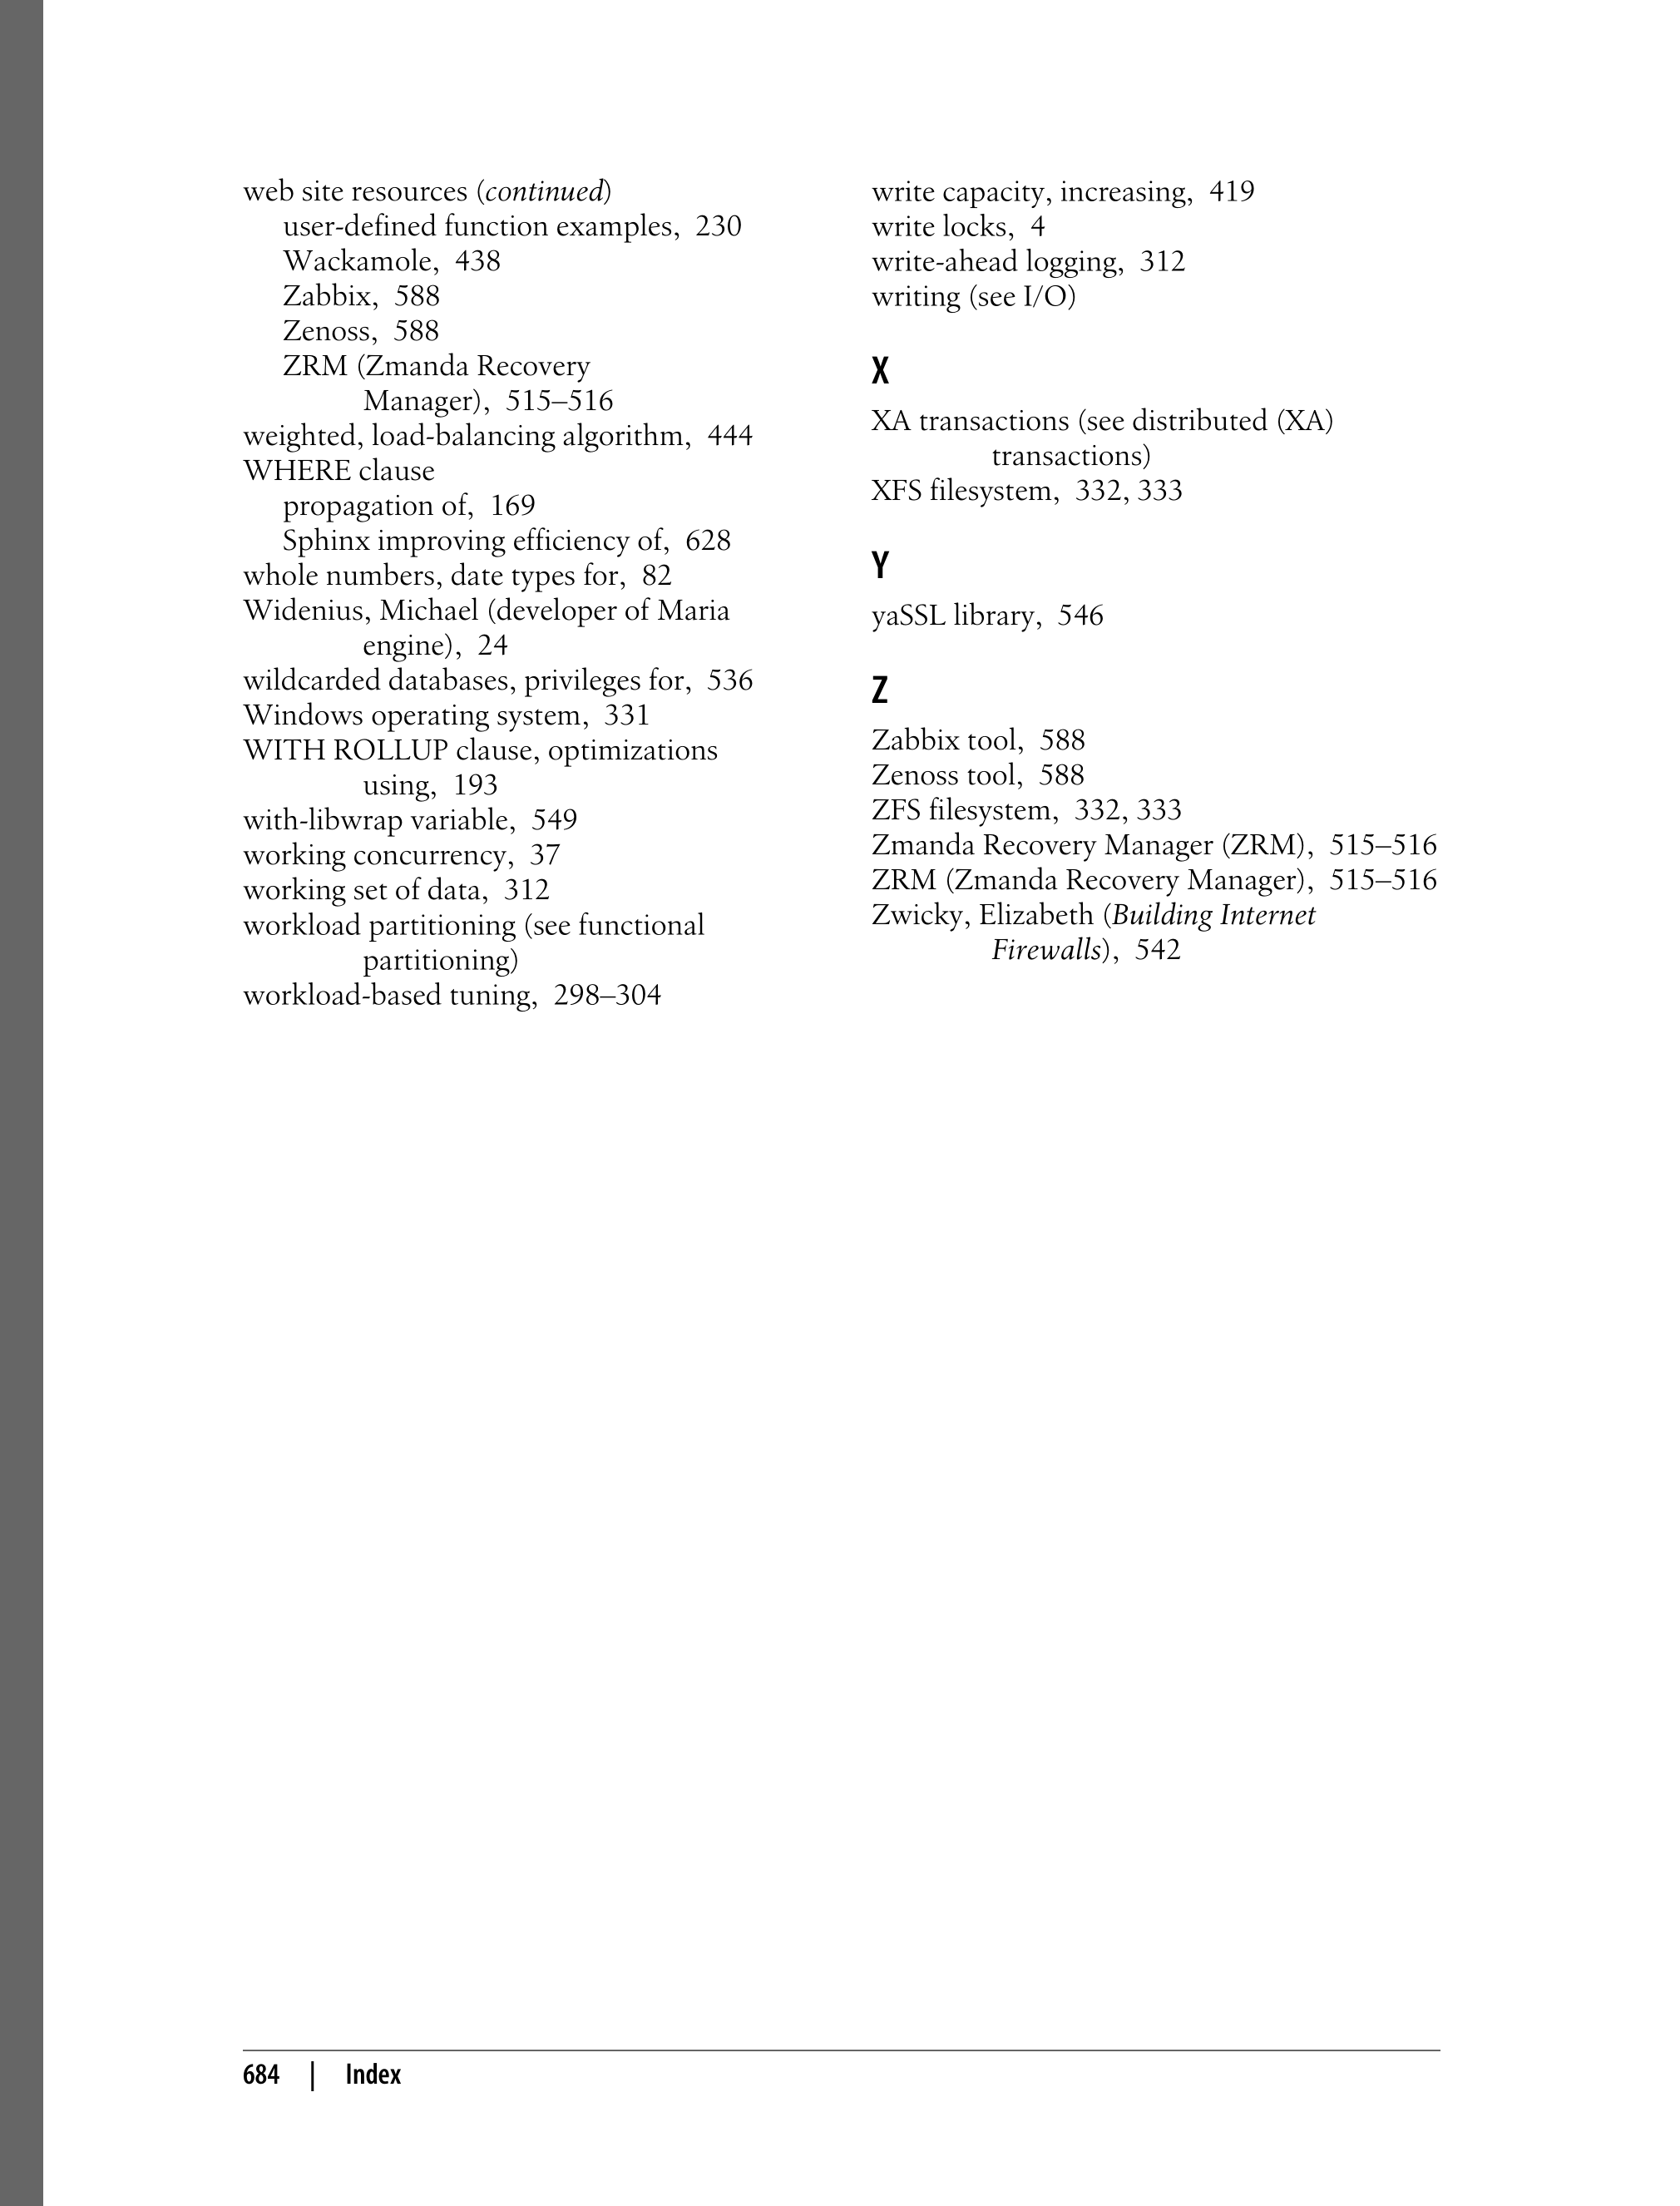 web site resources (continued)
user-defined function examples, 230
Wackamole, 438
Zabbix, 588
Zenoss, 588
ZRM (Zmanda Recovery
Manager), 515–516
weighted, load-balancing algorithm, 444
WHERE clause
propagation of, 169
Sphinx improving efficiency of, 628
whole numbers, date types for, 82
Widenius, Michael (developer of Maria
engine), 24
wildcarded databases, privileges for, 536
Windows operating system, 331
WITH ROLLUP clause, optimizations
using, 193
with-libwrap variable, 549
working concurrency, 37
working set of data, 312
workload partitioning (see functional
partitioning)
workload-based tuning, 298–304
write capacity, increasing, 419
write locks, 4
write-ahead logging, 312
writing (see I/O)
X
XA transactions (see distributed (XA)
transactions)
XFS filesystem, 332, 333
Y
yaSSL library, 546
Z
Zabbix tool, 588
Zenoss tool, 588
ZFS filesystem, 332, 333
Zmanda Recovery Manager (ZRM), 515–516
ZRM (Zmanda Recovery Manager), 515–516
Zwicky, Elizabeth (Building Internet
Firewalls), 542
684 | Index